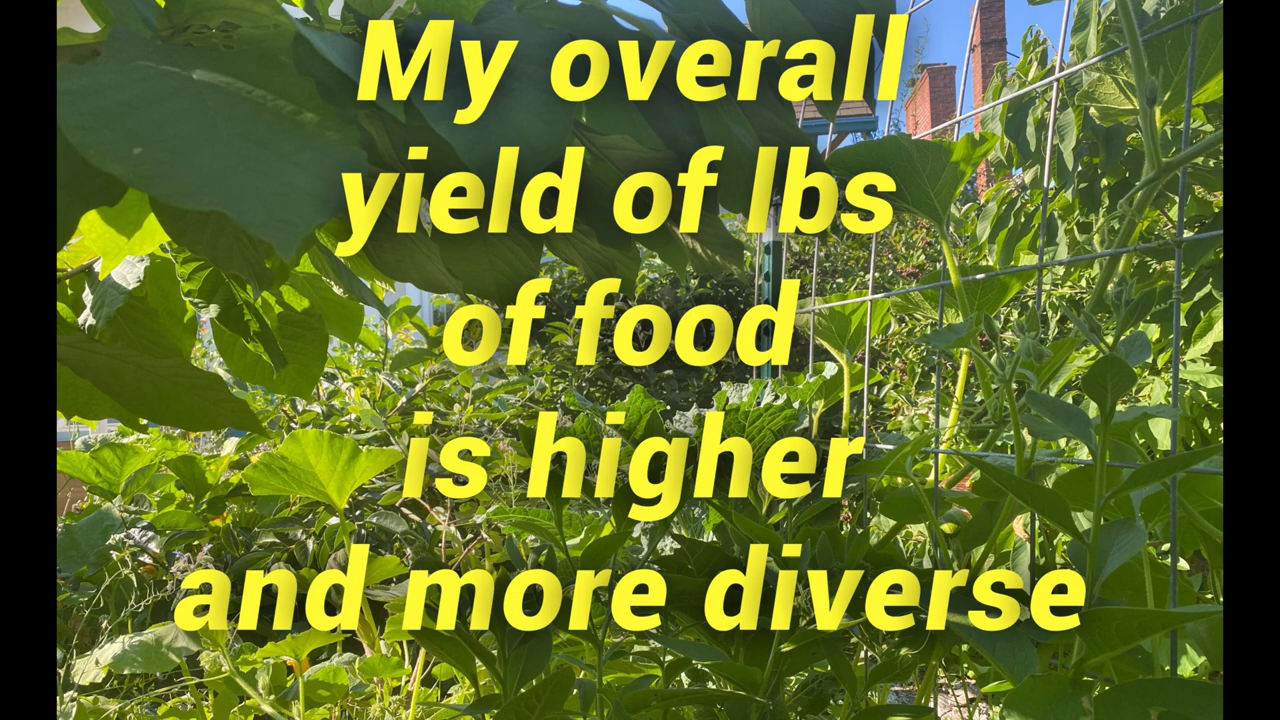 My overall
yield of lbs
of food
is higher
and more diverse